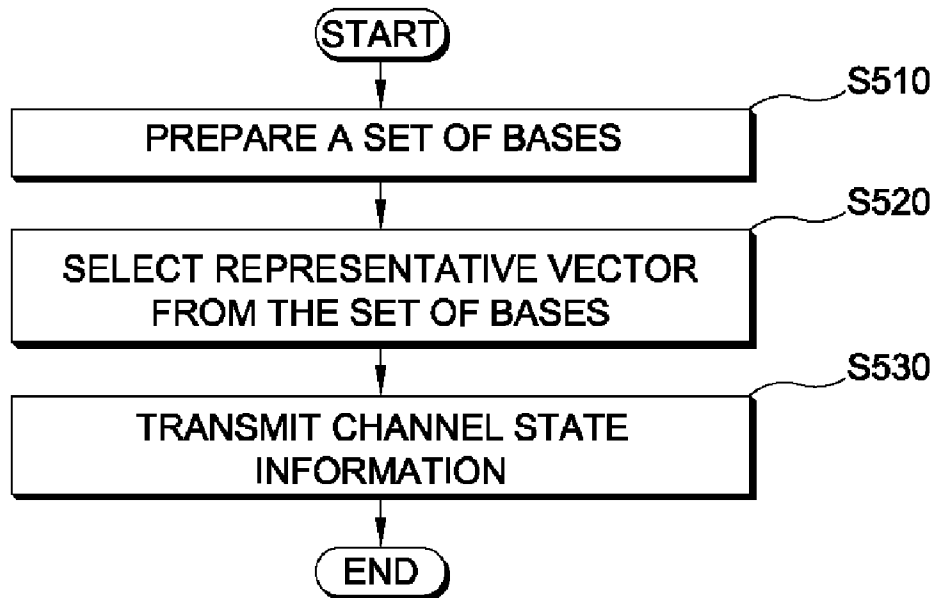 START
S510
PREPARE A SET OF BASES
S520
SELECT REPRESENTATIVE VECTOR
FROM THE SET OF BASES
S530
TRANSMIT CHANNEL STATE
INFORMATION
END